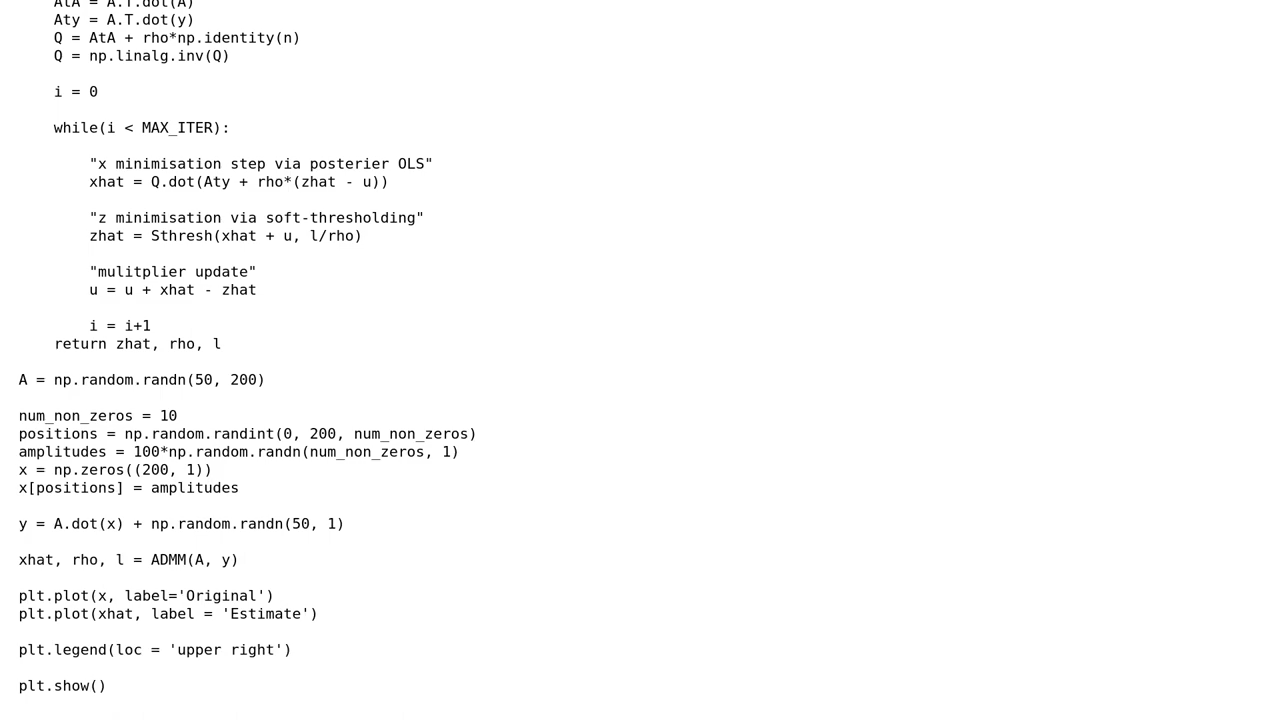 AtA = A.T.dot(A)
Aty = A.T.dot(y)
Q = AtA + rho*np.identity(n)
Q = np.linalg.inv(Q)
i = 0
while(i < MAX_ITER):
"x minimisation step via posterier OLS"
xhat = Q.dot(Aty + rho*(zhat - u))
"z minimisation via soft-thresholding"
zhat = Sthresh(xhat + u, l/rho)
"mulitplier update"
u = u + xhat - zhat
i = i+1
return zhat, rho, l
A = np.random.randn(50, 200)
num_non_zeros = 10
positions = np.random.randint(0, 200, num_non_zeros)
amplitudes = 100*np.random.randn(num_non_zeros, 1)
x = np.zeros((200, 1))
x[positions] = amplitudes
y = A.dot(x) + np.random.randn(50, 1)
xhat, rho, l = ADMM(A, y)
plt.plot(x, label='Original')
plt.plot(xhat, label = 'Estimate')
plt.legend(loc = 'upper right')
plt.show()